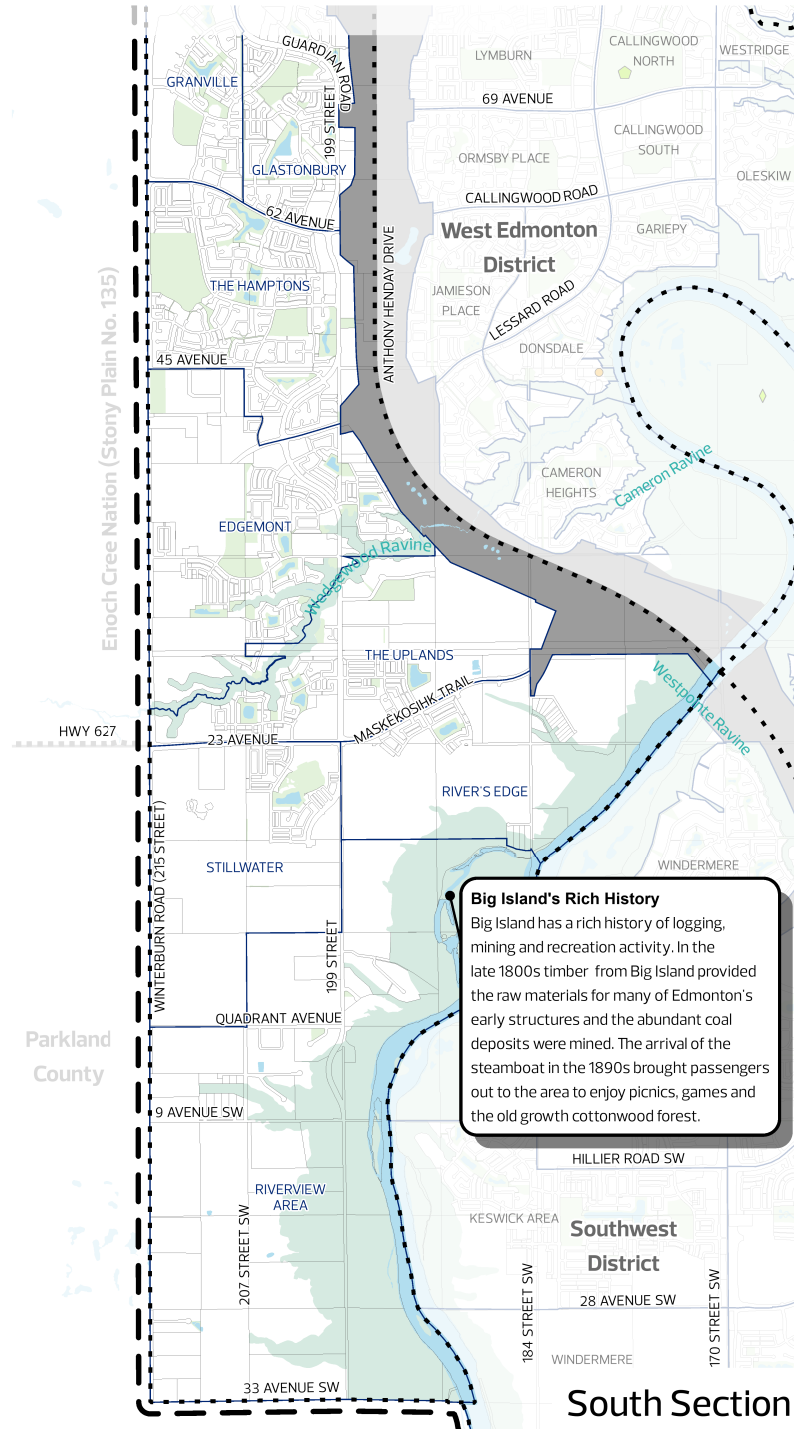 GUARDIAN ROAD
LYMBURN
CALLINGWOOD
NORTH
WESTRIDGE
GRANVILLE
199 STREET
69 AVENUE
CALLINGWOOD
SOUTH
ORMSBY PLACE
GLASTONBURY
OLESKIW
62 AVENUE
CALLINGWOOD ROAD
West Edmonton
District
GARIEPY
ANTHONY HENDAY DRIVE
THE HAMPTONS
JAMIESON
PLACE
LESSARD ROAD
Enoch Cree Nation (Stony Plain No. 135)
DONSDALE
45 AVENUE
CAMERON
HEIGHTS
Cameron Ravine
EDGEMONT
Wedgewood Ravine
THE UPLANDS
MASKÊKOSIHK TRAIL
Westpointe Ravine
HWY 627
23 AVENUE
RIVER'S EDGE
WINTERBURN ROAD (215 STREET)
STILLWATER
WINDERMERE
Big Island's Rich History
Big Island has a rich history of logging,
mining and recreation activity. In the
late 1800s timber from Big Island provided
the raw materials for many of Edmonton's
early structures and the abundant coal
deposits were mined. The arrival of the
steamboat in the 1890s brought passengers
out to the area to enjoy picnics, games and
the old growth cottonwood forest.
199 STREET
QUADRANT AVENUE
Parkland
County
9 AVENUE SW
HILLIER ROAD SW
RIVERVIEW
AREA
KESWICK AREA
Southwest
District
207 STREET SW
184 STREET SW
28 AVENUE SW
170 STREET SW
WINDERMERE
33 AVENUE SW
South Section